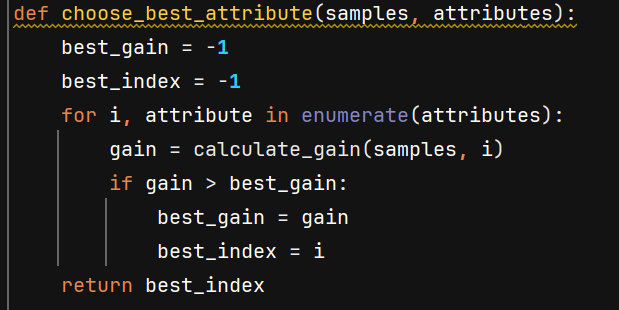 def choose_best_attribute(samples, attributes):
    best_gain = -1
    best_index = -1
    for i, attribute in enumerate(attributes):
        gain = calculate_gain(samples, i)
        if gain > best_gain:
            best_gain = gain
            best_index = i
    return best_index